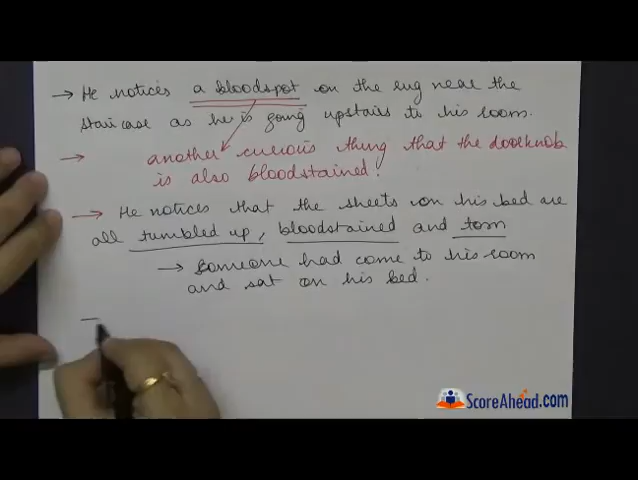 → He notices a bloodspot on the rug near the
staircase as he is going upstairs to his room.
→ another curious thing that the doorknob
is also bloodstained!
→ He notices that the sheets on his bed are
all tumbled up, bloodstained and torn
→ Someone had come to his room
and sat on his bed.
ScoreAhead.com